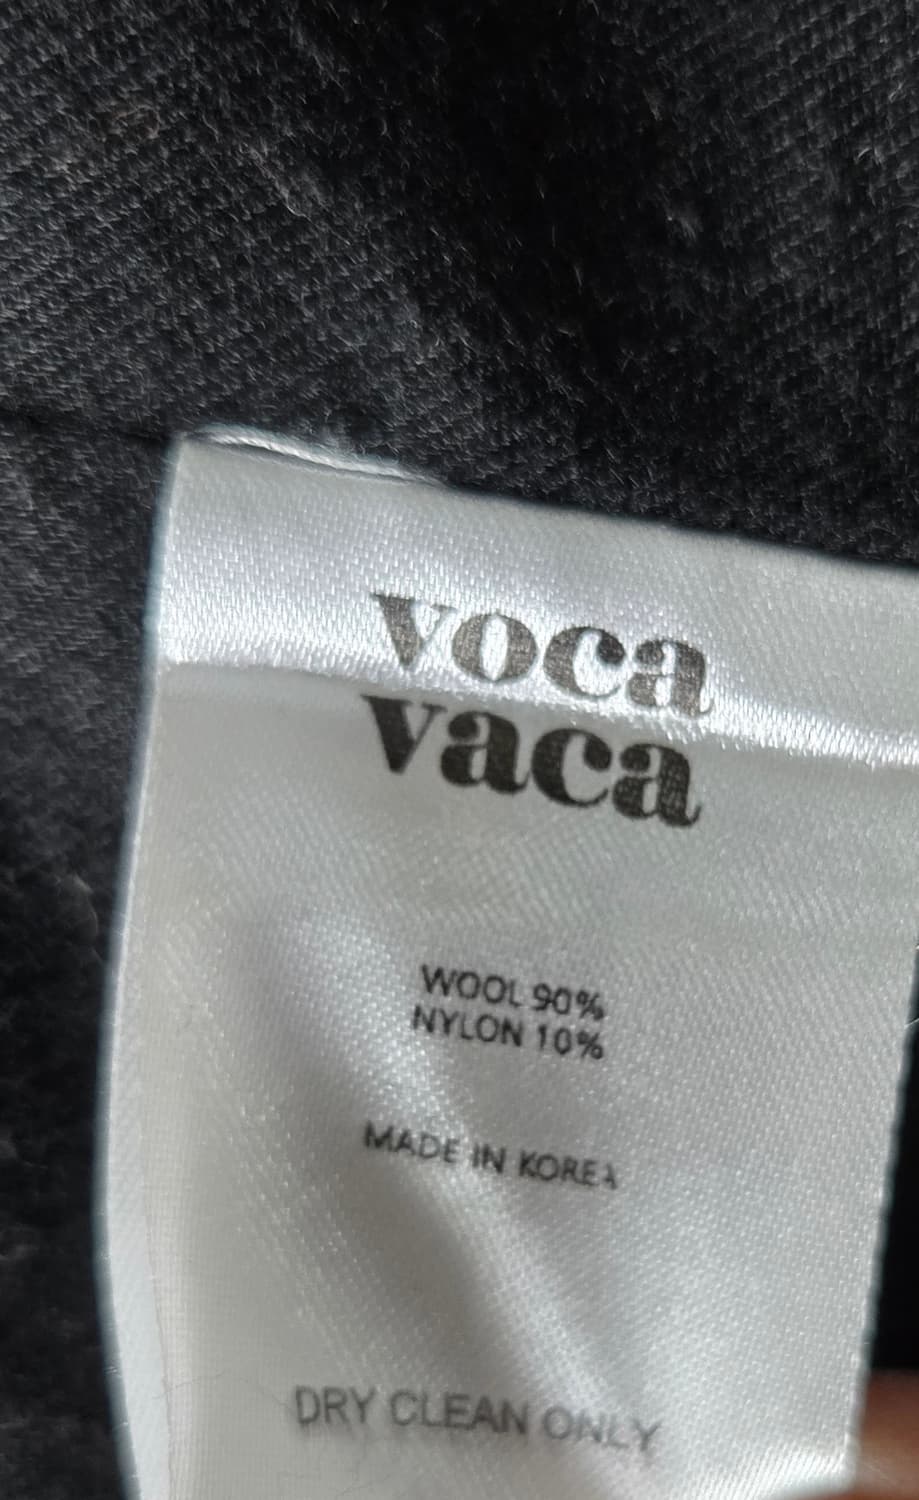 voca
vaca
WOOL 90%
NYLON 10%
MADE IN KOREA
DRY CLEAN ONLY